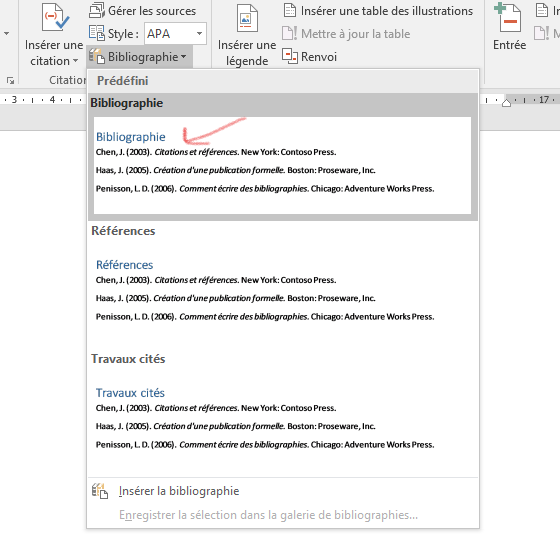 Insérer une citation
Gérer les sources
Style : APA
Bibliographie
Insérer une légende
Insérer une table des illustrations
Mettre à jour la table
Renvoi
Entrée
Citatio
3 4 17
Prédéfini
Bibliographie
Bibliographie
Chen, J. (2003). Citations et références. New York: Contoso Press.
Haas, J. (2005). Création d'une publication formelle. Boston: Proseware, Inc.
Penisson, L. D. (2006). Comment écrire des bibliographies. Chicago: Adventure Works Press.
Références
Références
Chen, J. (2003). Citations et références. New York: Contoso Press.
Haas, J. (2005). Création d'une publication formelle. Boston: Proseware, Inc.
Penisson, L. D. (2006). Comment écrire des bibliographies. Chicago: Adventure Works Press.
Travaux cités
Travaux cités
Chen, J. (2003). Citations et références. New York: Contoso Press.
Haas, J. (2005). Création d'une publication formelle. Boston: Proseware, Inc.
Penisson, L. D. (2006). Comment écrire des bibliographies. Chicago: Adventure Works Press.
Insérer la bibliographie
Enregistrer la sélection dans la galerie de bibliographies...